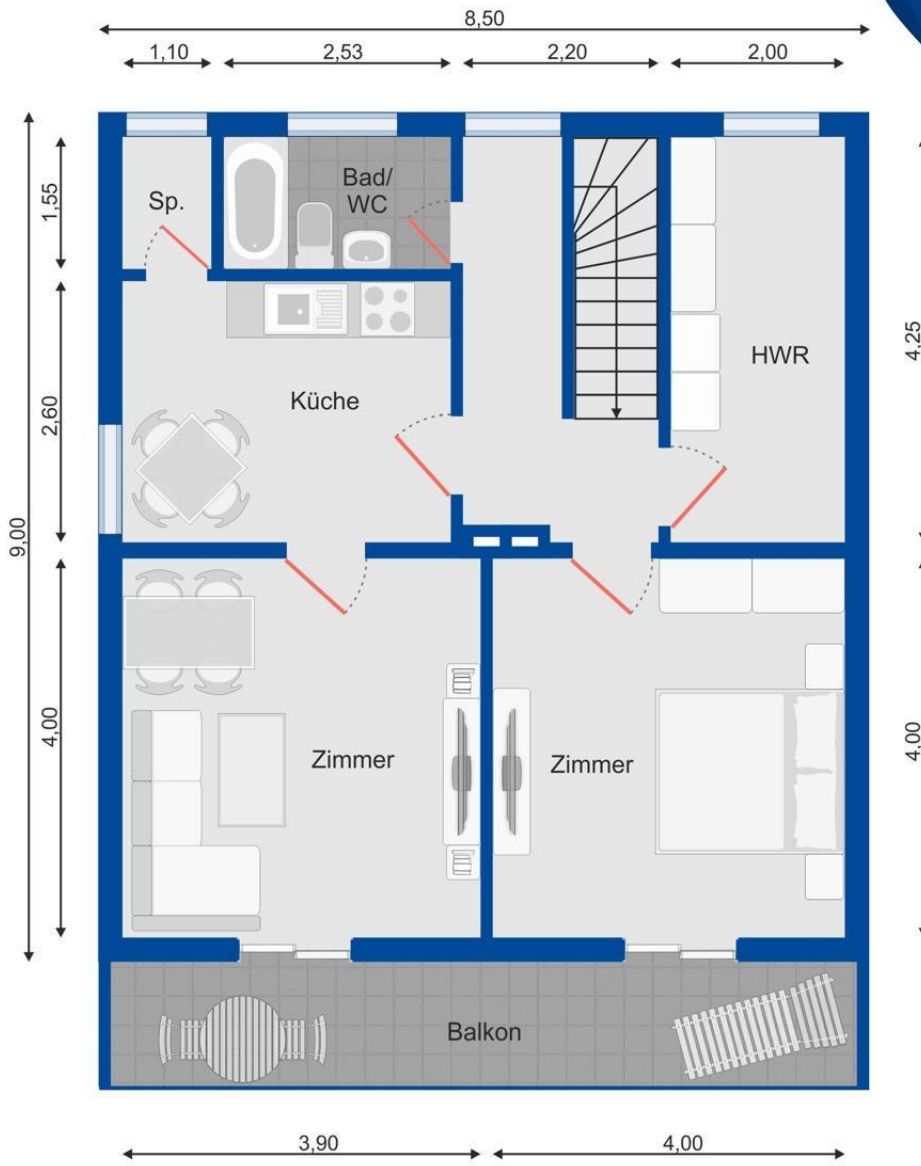 8,50
1,10
2,53
2,20
2,00
1,55
Sp.
Bad/
WC
4,25
HWR
2,60
Küche
9,00
4,00
Zimmer
Zimmer
4,00
Balkon
3,90
4,00